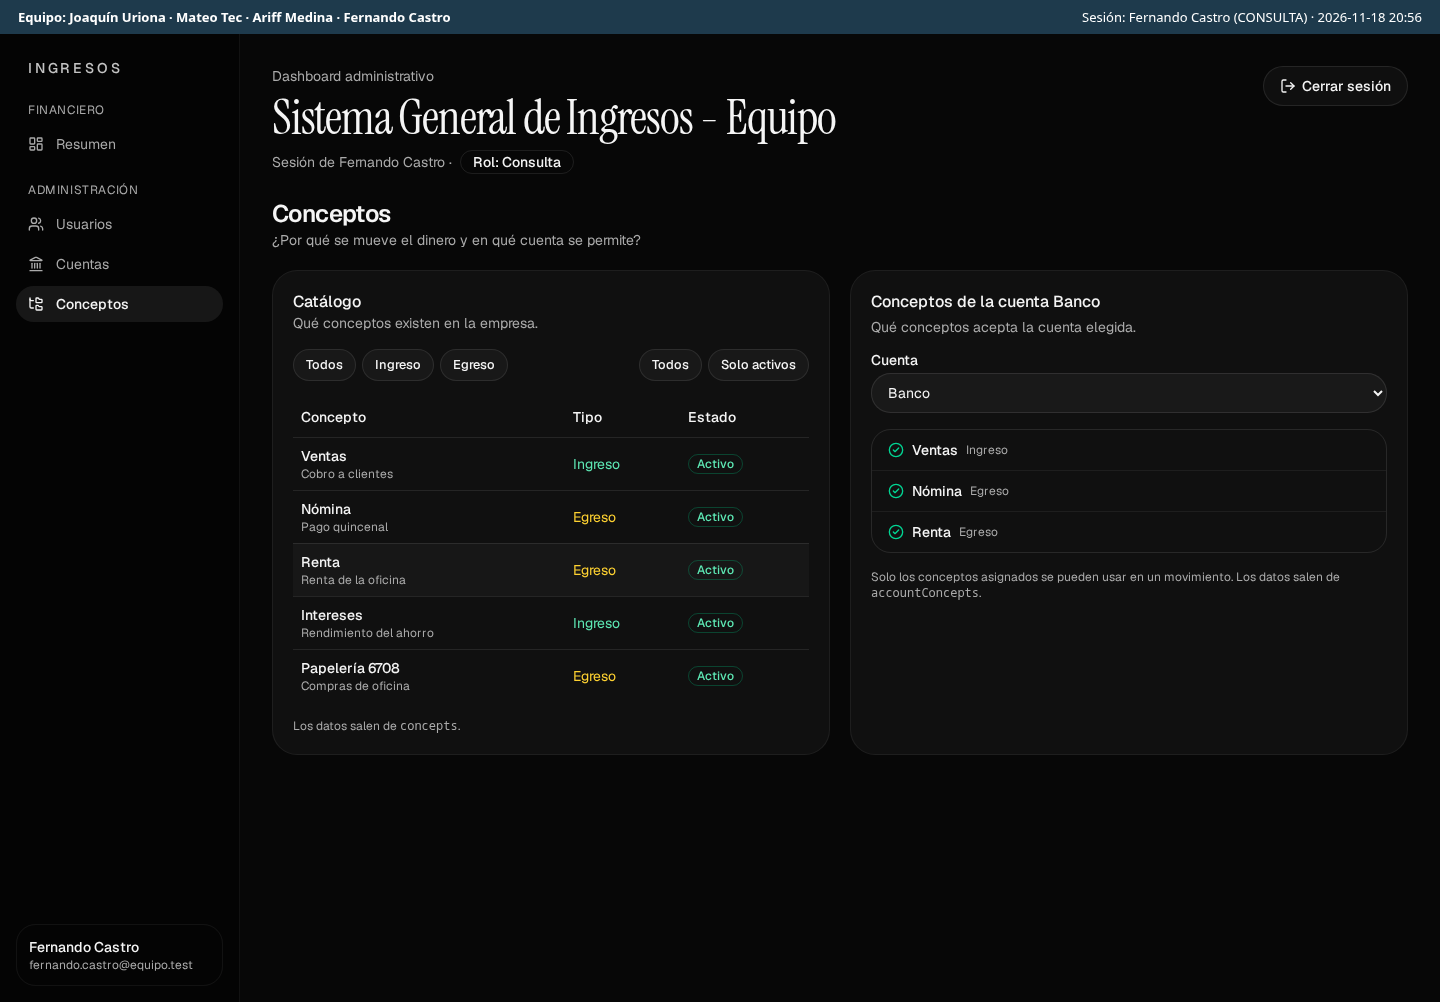 Equipo: Joaquín Uriona · Mateo Tec · Ariff Medina · Fernando Castro
Sesión: Fernando Castro (CONSULTA) · 2026-11-18 20:56
INGRESOS
FINANCIERO
Resumen
ADMINISTRACIÓN
Usuarios
Cuentas
Conceptos
Fernando Castro
fernando.castro@equipo.test
Dashboard administrativo
Sistema General de Ingresos – Equipo
Sesión de Fernando Castro ·
Rol: Consulta
Cerrar sesión
Conceptos
¿Por qué se mueve el dinero y en qué cuenta se permite?
Catálogo
Qué conceptos existen en la empresa.
Todos Ingreso Egreso Todos Solo activos
Concepto Tipo Estado
Ventas
Cobro a clientes
Ingreso Activo
Nómina
Pago quincenal
Egreso Activo
Renta
Renta de la oficina
Egreso Activo
Intereses
Rendimiento del ahorro
Ingreso Activo
Papelería 6708
Compras de oficina
Egreso Activo
Los datos salen de concepts.
Conceptos de la cuenta Banco
Qué conceptos acepta la cuenta elegida.
Cuenta
Banco
Ventas Ingreso
Nómina Egreso
Renta Egreso
Solo los conceptos asignados se pueden usar en un movimiento. Los datos salen de
accountConcepts.